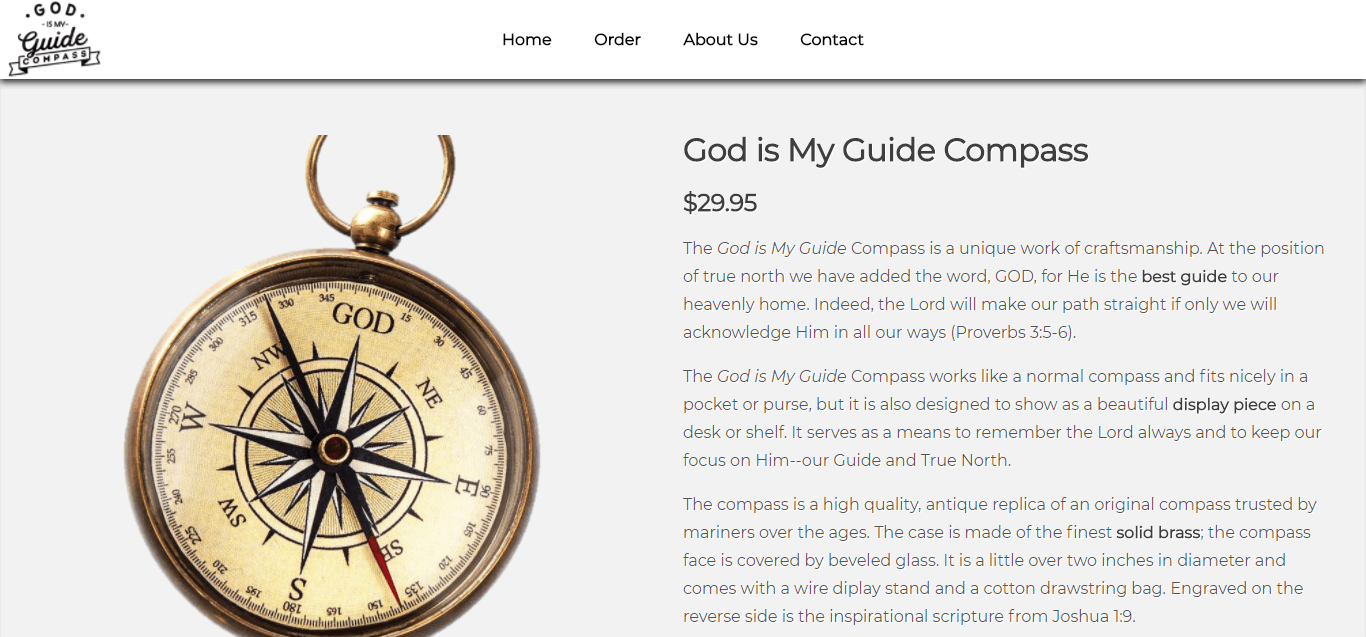 ·GOD·
-IS MY-
Guide
COMPASS
Home Order About Us Contact
God is My Guide Compass
$29.95
The God is My Guide Compass is a unique work of craftsmanship. At the position
of true north we have added the word, GOD, for He is the best guide to our
heavenly home. Indeed, the Lord will make our path straight if only we will
acknowledge Him in all our ways (Proverbs 3:5-6).
The God is My Guide Compass works like a normal compass and fits nicely in a
pocket or purse, but it is also designed to show as a beautiful display piece on a
desk or shelf. It serves as a means to remember the Lord always and to keep our
focus on Him--our Guide and True North.
The compass is a high quality, antique replica of an original compass trusted by
mariners over the ages. The case is made of the finest solid brass; the compass
face is covered by beveled glass. It is a little over two inches in diameter and
comes with a wire diplay stand and a cotton drawstring bag. Engraved on the
reverse side is the inspirational scripture from Joshua 1:9.
GOD
15
30
NE
45
60
75
E
90
105
120
SE
135
150
165
S
180
195
210
SW
225
240
255
W
270
285
300
NW
315
330
345